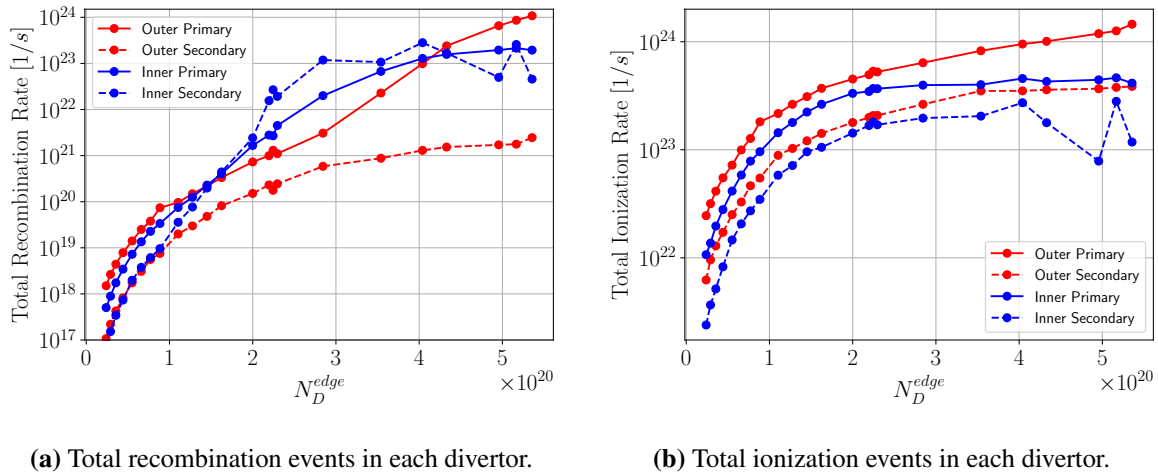 Total Recombination Rate [1/s]
10^24
10^23
10^22
10^21
10^20
10^19
10^18
10^17
Outer Primary
Outer Secondary
Inner Primary
Inner Secondary
0 1 2 3 4 5
×10^20
N_D^edge
(a) Total recombination events in each divertor.
Total Ionization Rate [1/s]
10^24
10^23
10^22
Outer Primary
Outer Secondary
Inner Primary
Inner Secondary
0 1 2 3 4 5
×10^20
N_D^edge
(b) Total ionization events in each divertor.